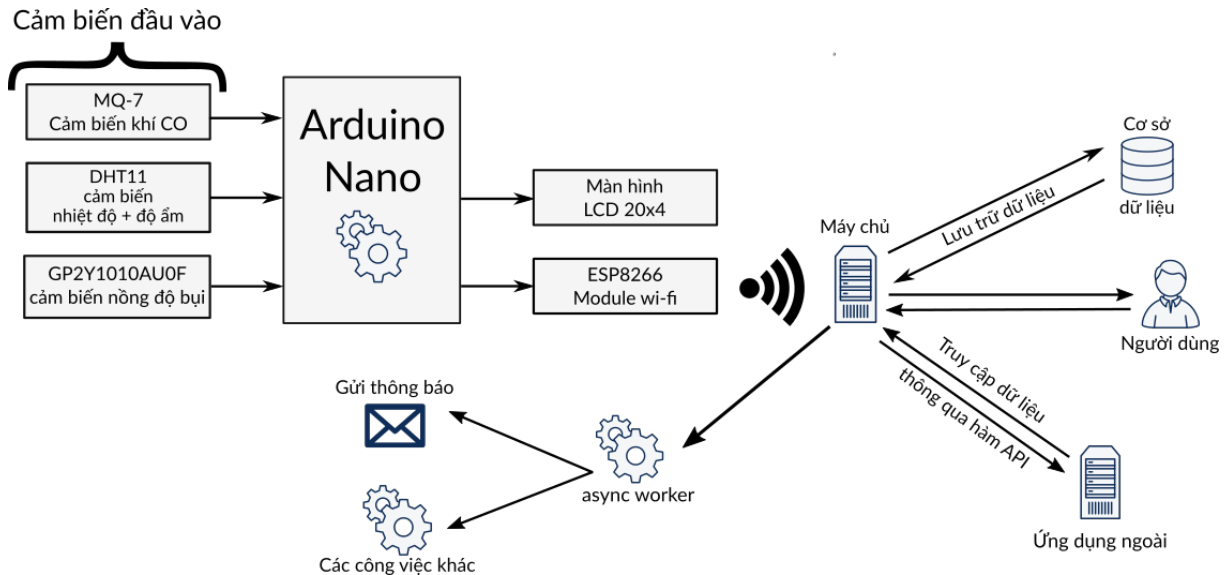 Cảm biến đầu vào
MQ-7
Cảm biến khí CO
DHT11
cảm biến
nhiệt độ + độ ẩm
GP2Y1010AU0F
cảm biến nồng độ bụi
Arduino
Nano
Màn hình
LCD 20x4
ESP8266
Module wi-fi
Máy chủ
Cơ sở
dữ liệu
Lưu trữ dữ liệu
Người dùng
Truy cập dữ liệu
thông qua hàm API
Ứng dụng ngoài
Gửi thông báo
async worker
Các công việc khác